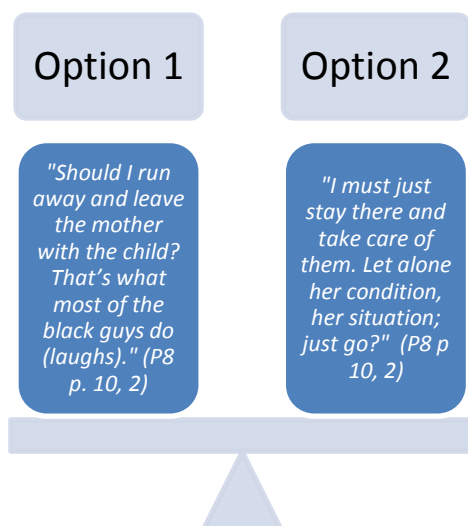 Option 1
Option 2
"Should I run
away and leave
the mother
with the child?
That's what
most of the
black guys do
(laughs)." (P8
p. 10, 2)
"I must just
stay there and
take care of
them. Let alone
her condition,
her situation;
just go?" (P8 p
10, 2)